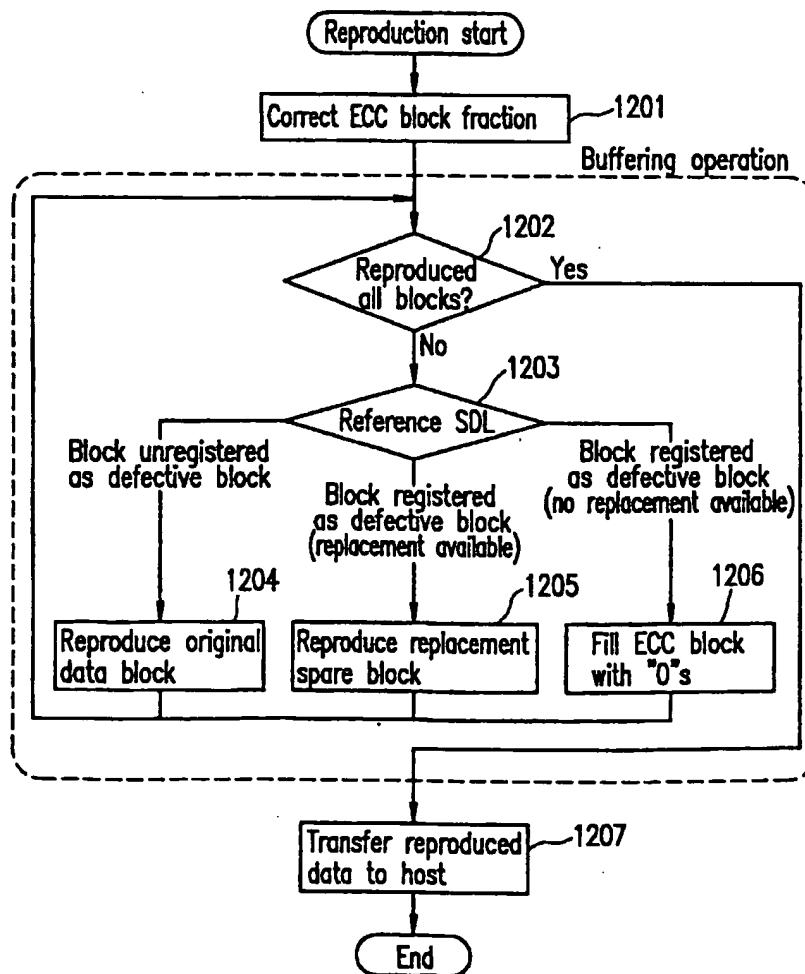 Reproduction start
Correct ECC block fraction
1201
Buffering operation
1202
Reproduced
all blocks?
Yes
No
1203
Reference SDL
Block unregistered
as defective block
Block registered
as defective block
(replacement available)
Block registered
as defective block
(no replacement available)
1204
Reproduce original
data block
1205
Reproduce replacement
spare block
1206
Fill ECC block
with "0"s
Transfer reproduced
data to host
1207
End